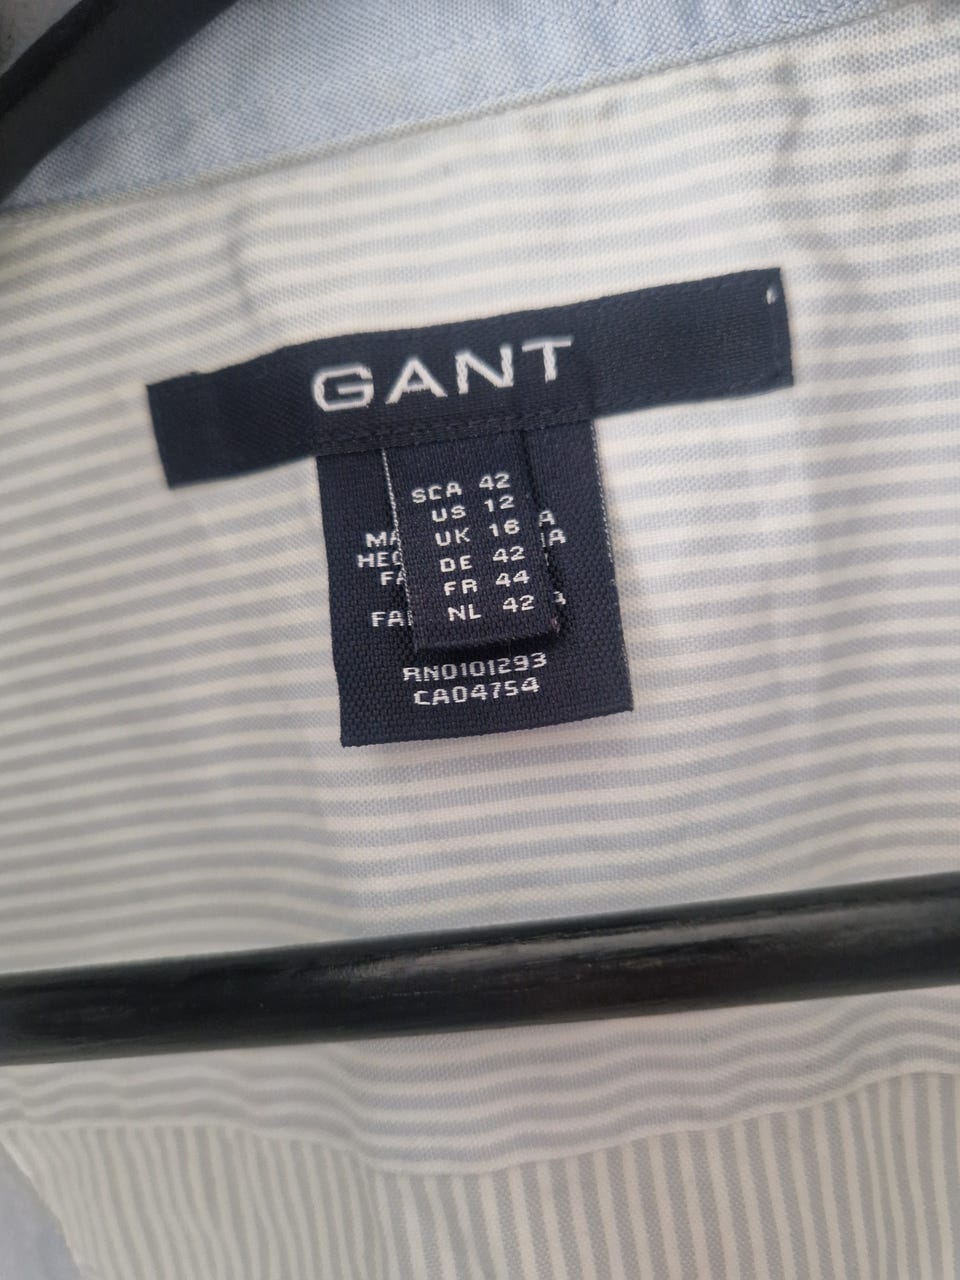 GANT
SCA 42
US 12
UK 16
DE 42
FR 44
NL 42
RN0101293
CA04754